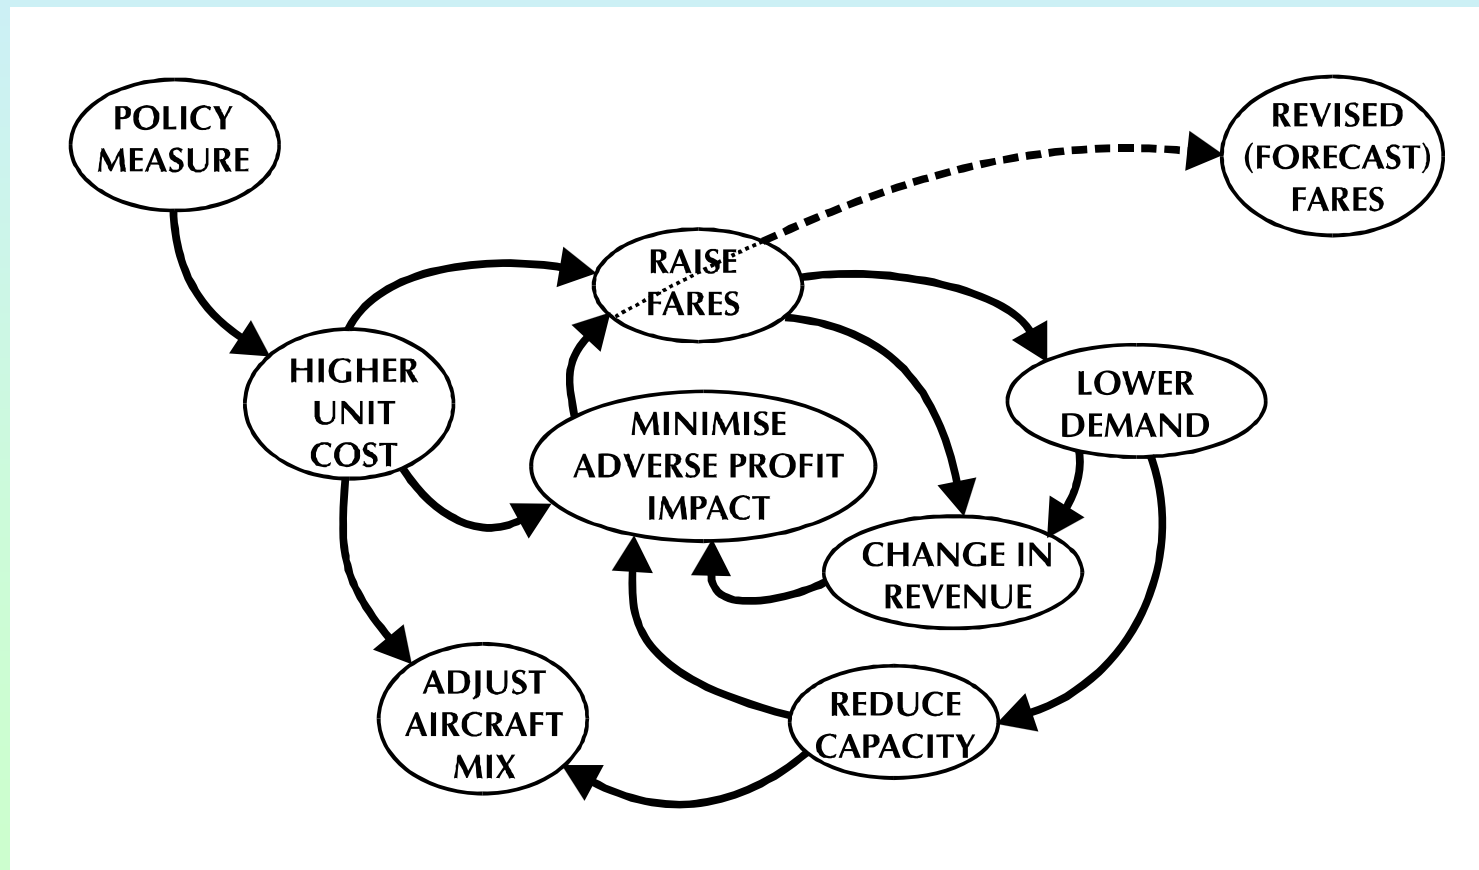 POLICY
MEASURE
REVISED
(FORECAST)
FARES
RAISE
FARES
HIGHER
UNIT
COST
LOWER
DEMAND
MINIMISE
ADVERSE PROFIT
IMPACT
CHANGE IN
REVENUE
ADJUST
AIRCRAFT
MIX
REDUCE
CAPACITY